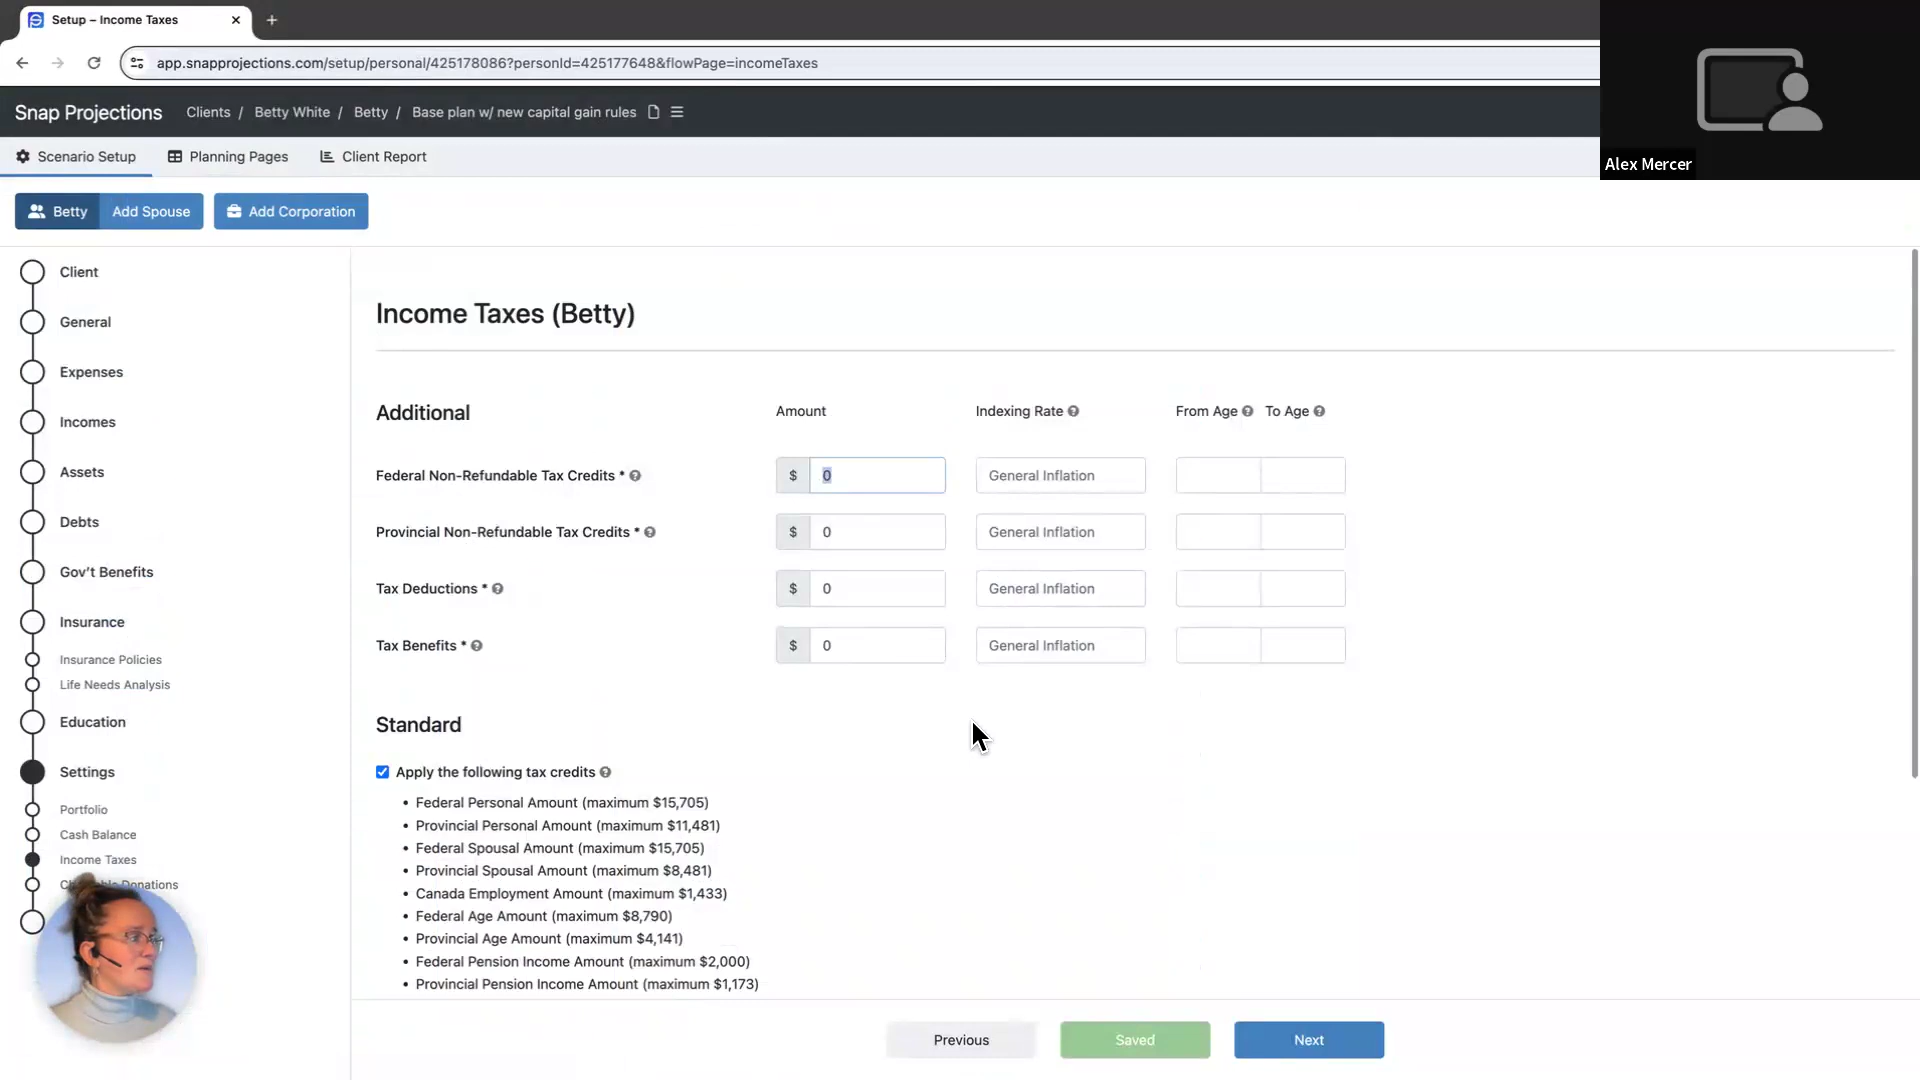 Setup – Income Taxes
app.snapprojections.com/setup/personal/425178086?personId=425177648&flowPage=incomeTaxes
Alex Mercer
Snap Projections Clients / Betty White / Betty / Base plan w/ new capital gain rules
Scenario Setup Planning Pages Client Report
Betty Add Spouse Add Corporation
Client
General
Expenses
Incomes
Assets
Debts
Gov't Benefits
Insurance
Insurance Policies
Life Needs Analysis
Education
Settings
Portfolio
Cash Balance
Income Taxes
Donations
Income Taxes (Betty)
Additional Amount Indexing Rate From Age To Age
Federal Non-Refundable Tax Credits * $ 0 General Inflation
Provincial Non-Refundable Tax Credits * $ 0 General Inflation
Tax Deductions * $ 0 General Inflation
Tax Benefits * $ 0 General Inflation
Standard
Apply the following tax credits
• Federal Personal Amount (maximum $15,705)
• Provincial Personal Amount (maximum $11,481)
• Federal Spousal Amount (maximum $15,705)
• Provincial Spousal Amount (maximum $8,481)
• Canada Employment Amount (maximum $1,433)
• Federal Age Amount (maximum $8,790)
• Provincial Age Amount (maximum $4,141)
• Federal Pension Income Amount (maximum $2,000)
• Provincial Pension Income Amount (maximum $1,173)
Previous Saved Next